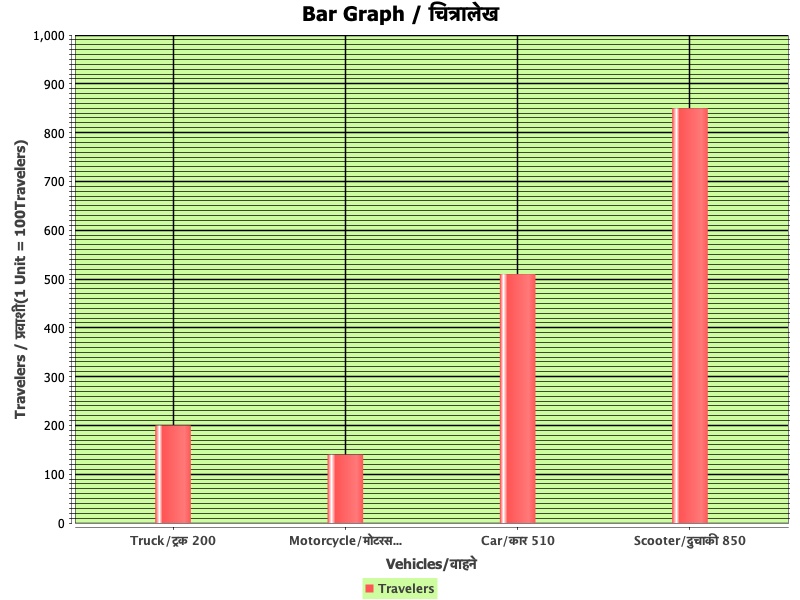 Bar Graph / चित्रालेख
Travelers / प्रवाशी(1 Unit = 100Travelers)
1,000
900
800
700
600
500
400
300
200
100
0
Truck/ट्रक 200 Motorcycle/मोटरस... Car/कार 510 Scooter/दुचाकी 850
Vehicles/वाहने
Travelers